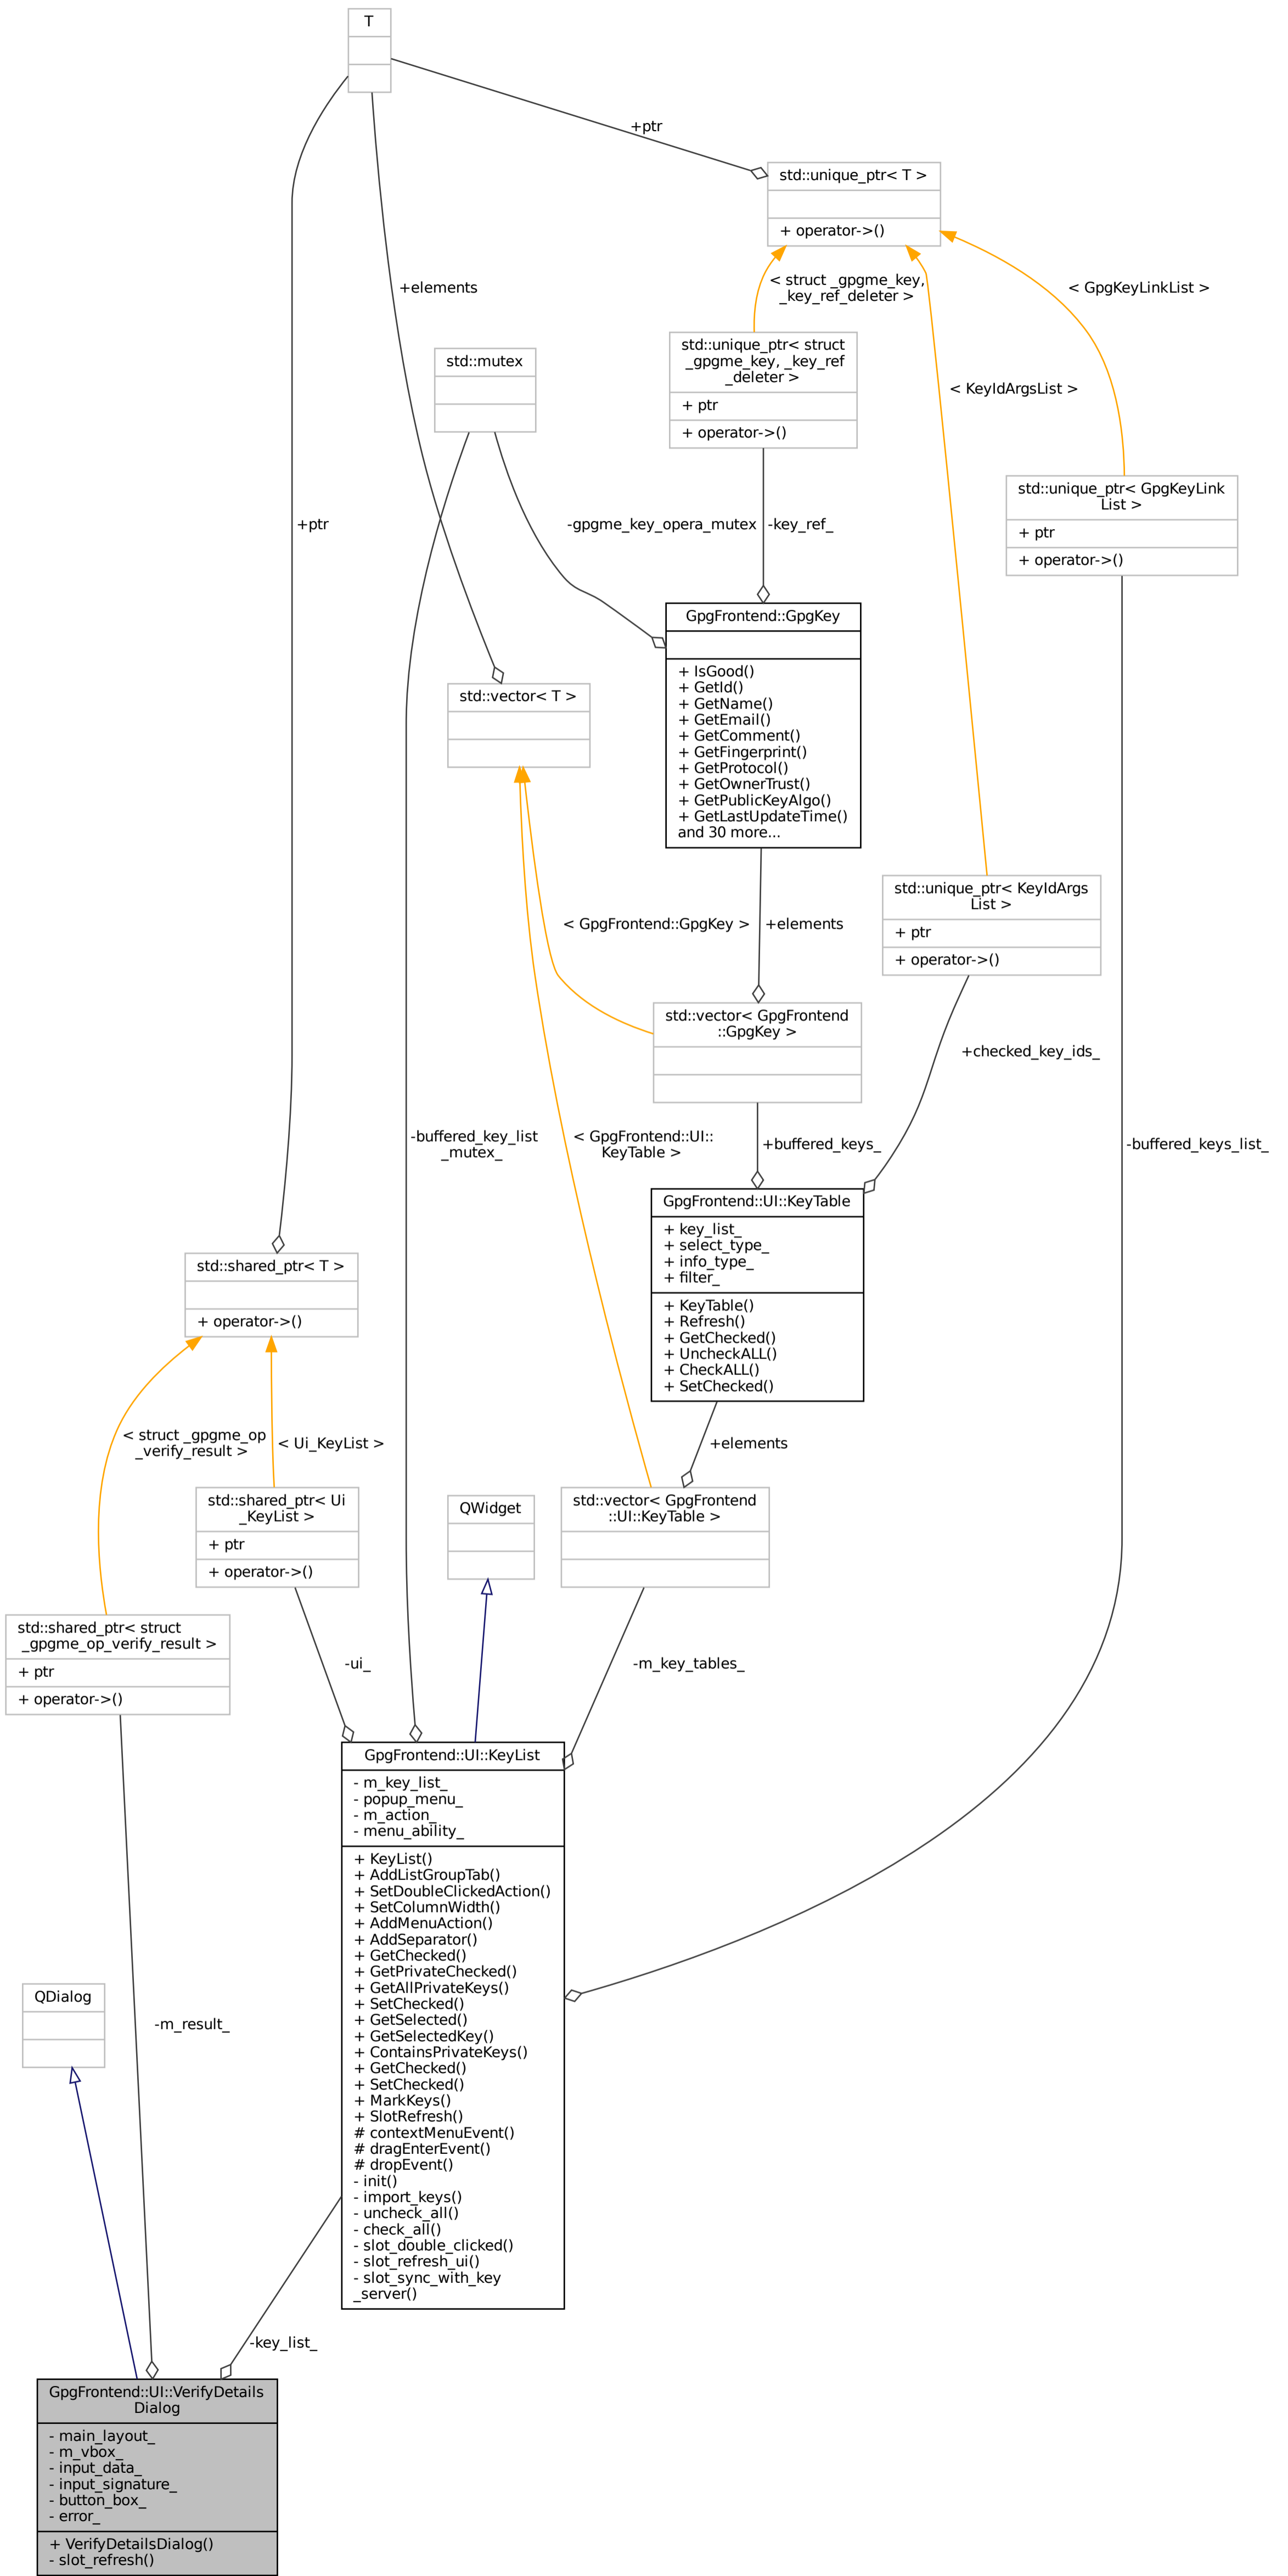 T
+ptr
std::unique_ptr< T >
+ operator->()
< struct _gpgme_key,
_key_ref_deleter >
< GpgKeyLinkList >
+elements
std::mutex
std::unique_ptr< struct
_gpgme_key, _key_ref
_deleter >
+ ptr
+ operator->()
< KeyIdArgsList >
std::unique_ptr< GpgKeyLink
List >
+ ptr
+ operator->()
+ptr
-gpgme_key_opera_mutex
-key_ref_
GpgFrontend::GpgKey
+ IsGood()
+ GetId()
+ GetName()
+ GetEmail()
+ GetComment()
+ GetFingerprint()
+ GetProtocol()
+ GetOwnerTrust()
+ GetPublicKeyAlgo()
+ GetLastUpdateTime()
and 30 more...
std::vector< T >
std::unique_ptr< KeyIdArgs
List >
+ ptr
+ operator->()
< GpgFrontend::GpgKey >
+elements
std::vector< GpgFrontend
::GpgKey >
+checked_key_ids_
-buffered_key_list
_mutex_
< GpgFrontend::UI::
KeyTable >
+buffered_keys_
-buffered_keys_list_
GpgFrontend::UI::KeyTable
+ key_list_
+ select_type_
+ info_type_
+ filter_
+ KeyTable()
+ Refresh()
+ GetChecked()
+ UncheckALL()
+ CheckALL()
+ SetChecked()
std::shared_ptr< T >
+ operator->()
< struct _gpgme_op
_verify_result >
< Ui_KeyList >
+elements
std::shared_ptr< Ui
_KeyList >
+ ptr
+ operator->()
QWidget
std::vector< GpgFrontend
::UI::KeyTable >
std::shared_ptr< struct
_gpgme_op_verify_result >
+ ptr
+ operator->()
-ui_
-m_key_tables_
GpgFrontend::UI::KeyList
- m_key_list_
- popup_menu_
- m_action_
- menu_ability_
+ KeyList()
+ AddListGroupTab()
+ SetDoubleClickedAction()
+ SetColumnWidth()
+ AddMenuAction()
+ AddSeparator()
+ GetChecked()
+ GetPrivateChecked()
+ GetAllPrivateKeys()
+ SetChecked()
+ GetSelected()
+ GetSelectedKey()
+ ContainsPrivateKeys()
+ GetChecked()
+ SetChecked()
+ MarkKeys()
+ SlotRefresh()
# contextMenuEvent()
# dragEnterEvent()
# dropEvent()
- init()
- import_keys()
- uncheck_all()
- check_all()
- slot_double_clicked()
- slot_refresh_ui()
- slot_sync_with_key
_server()
QDialog
-m_result_
-key_list_
GpgFrontend::UI::VerifyDetails
Dialog
- main_layout_
- m_vbox_
- input_data_
- input_signature_
- button_box_
- error_
+ VerifyDetailsDialog()
- slot_refresh()